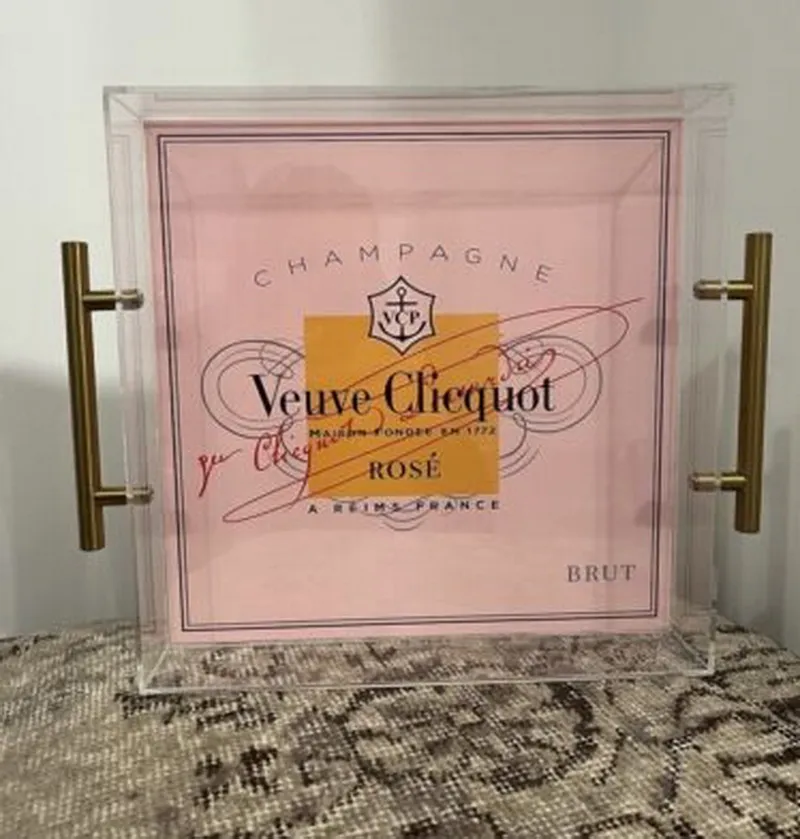 CHAMPAGNE
VCP
Veuve Clicquot
MAISON FONDÉE EN 1772
ROSÉ
A REIMS FRANCE
BRUT